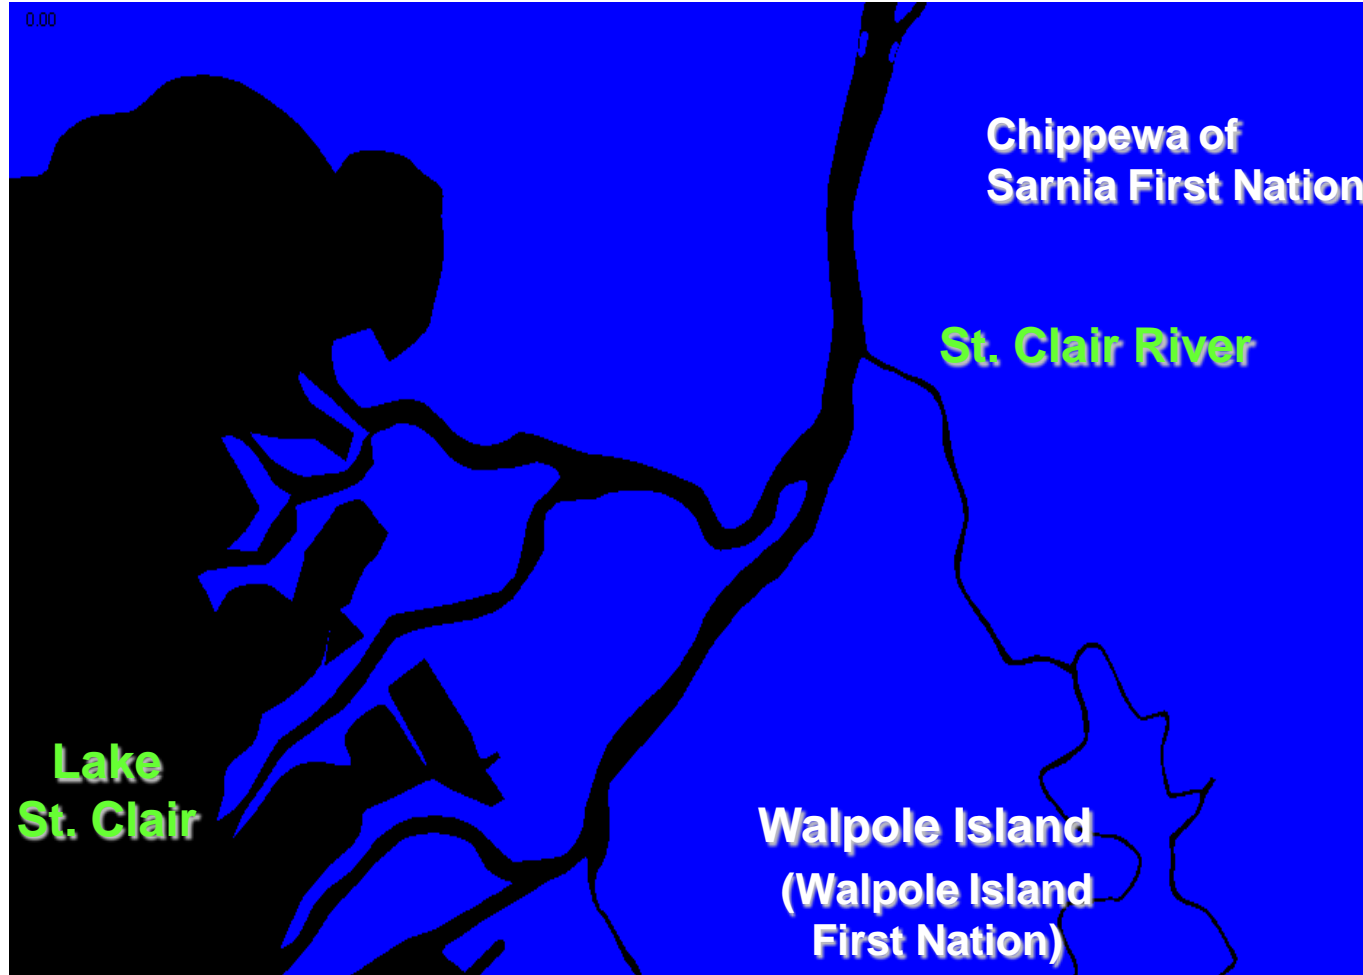 0.00
Chippewa of
Sarnia First Nation
St. Clair River
Lake
St. Clair
Walpole Island
(Walpole Island
First Nation)